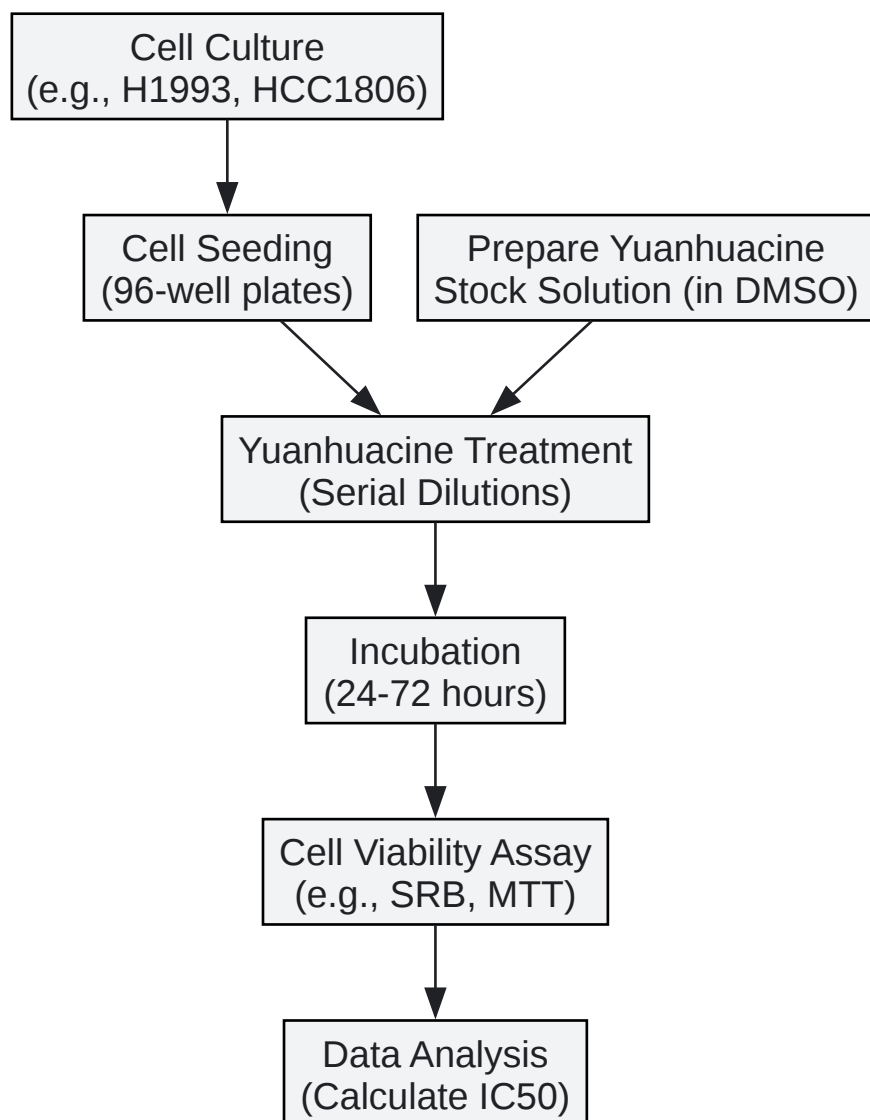 Cell Culture
(e.g., H1993, HCC1806)
Cell Seeding
(96-well plates)
Prepare Yuanhuacine
Stock Solution (in DMSO)
Yuanhuacine Treatment
(Serial Dilutions)
Incubation
(24-72 hours)
Cell Viability Assay
(e.g., SRB, MTT)
Data Analysis
(Calculate IC50)